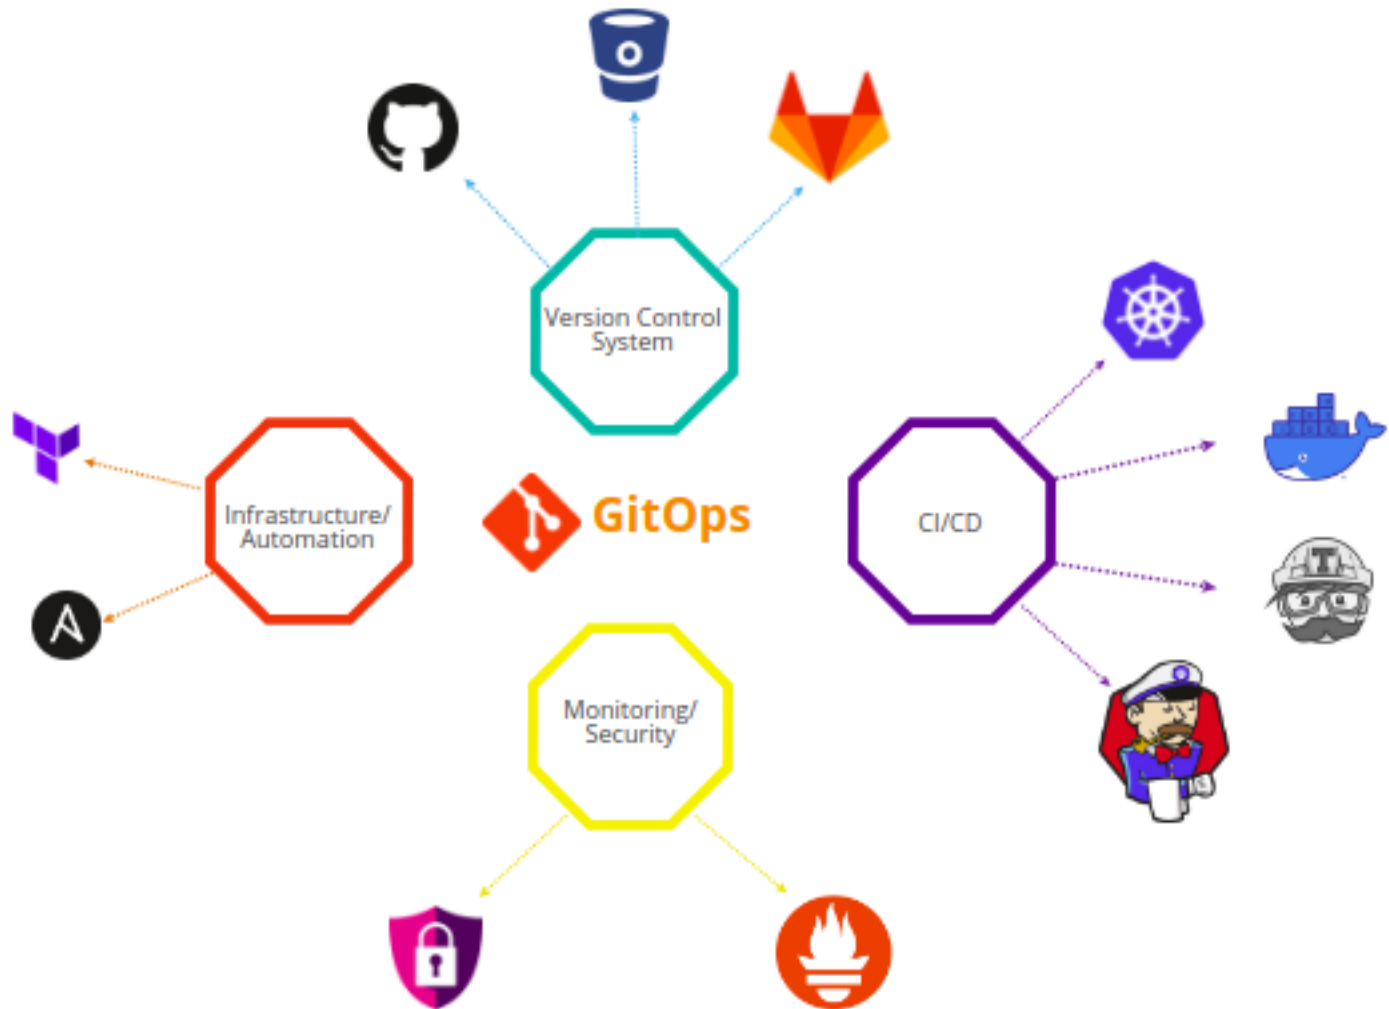 Version Control
System
Infrastructure/
Automation
GitOps
CI/CD
T
Monitoring/
Security